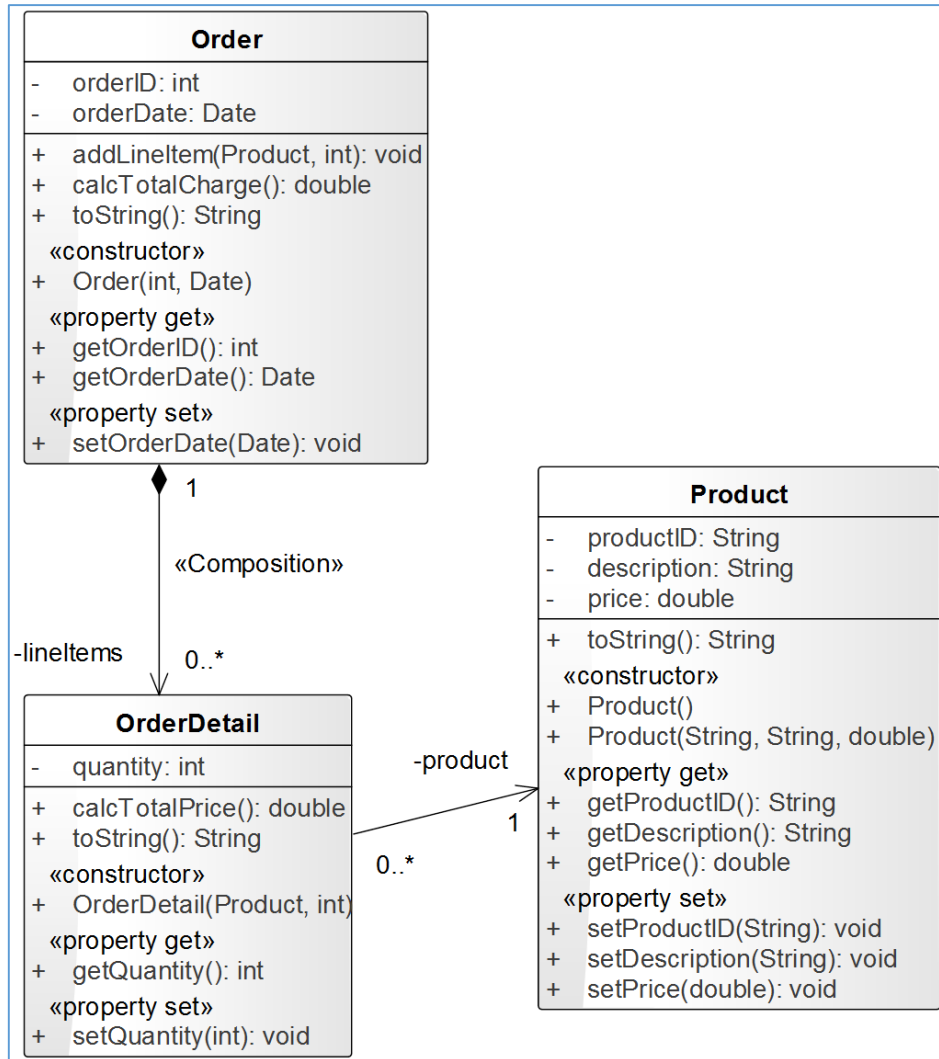 Order
- orderID: int
- orderDate: Date
+ addLineItem(Product, int): void
+ calcTotalCharge(): double
+ toString(): String
«constructor»
+ Order(int, Date)
«property get»
+ getOrderID(): int
+ getOrderDate(): Date
«property set»
+ setOrderDate(Date): void
1
«Composition»
-lineItems
0..*
OrderDetail
- quantity: int
+ calcTotalPrice(): double
+ toString(): String
«constructor»
+ OrderDetail(Product, int)
«property get»
+ getQuantity(): int
«property set»
+ setQuantity(int): void
-product
1
0..*
Product
- productID: String
- description: String
- price: double
+ toString(): String
«constructor»
+ Product()
+ Product(String, String, double)
«property get»
+ getProductID(): String
+ getDescription(): String
+ getPrice(): double
«property set»
+ setProductID(String): void
+ setDescription(String): void
+ setPrice(double): void